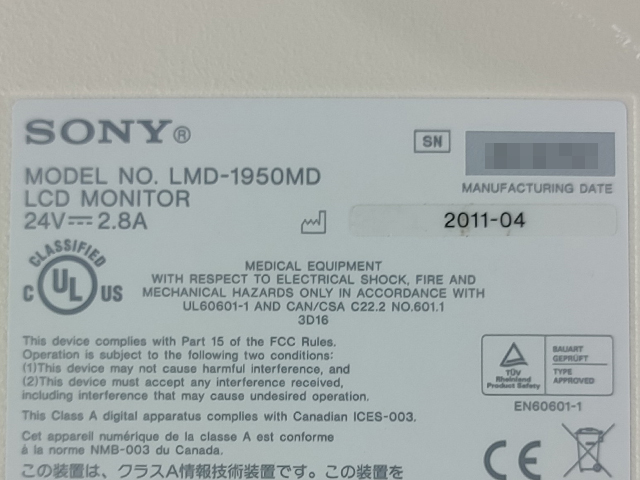 SONY®
SN
MODEL NO. LMD-1950MD
LCD MONITOR
MANUFACTURING DATE
24V⎓2.8A
2011-04
CLASSIFIED
C UL US
MEDICAL EQUIPMENT
WITH RESPECT TO ELECTRICAL SHOCK, FIRE AND
MECHANICAL HAZARDS ONLY IN ACCORDANCE WITH
UL60601-1 AND CAN/CSA C22.2 NO.601.1
3D16
This device complies with Part 15 of the FCC Rules.
Operation is subject to the following two conditions:
(1)This device may not cause harmful interference, and
(2)This device must accept any interference received,
including interference that may cause undesired operation.
TÜV
Rheinland
Product Safety
BAUART
GEPRÜFT
TYPE
APPROVED
EN60601-1
This Class A digital apparatus complies with Canadian ICES-003.
Cet appareil numérique de la classe A est conforme
à la norme NMB-003 du Canada.
CE
この装置は、クラスA情報技術装置です。この装置を